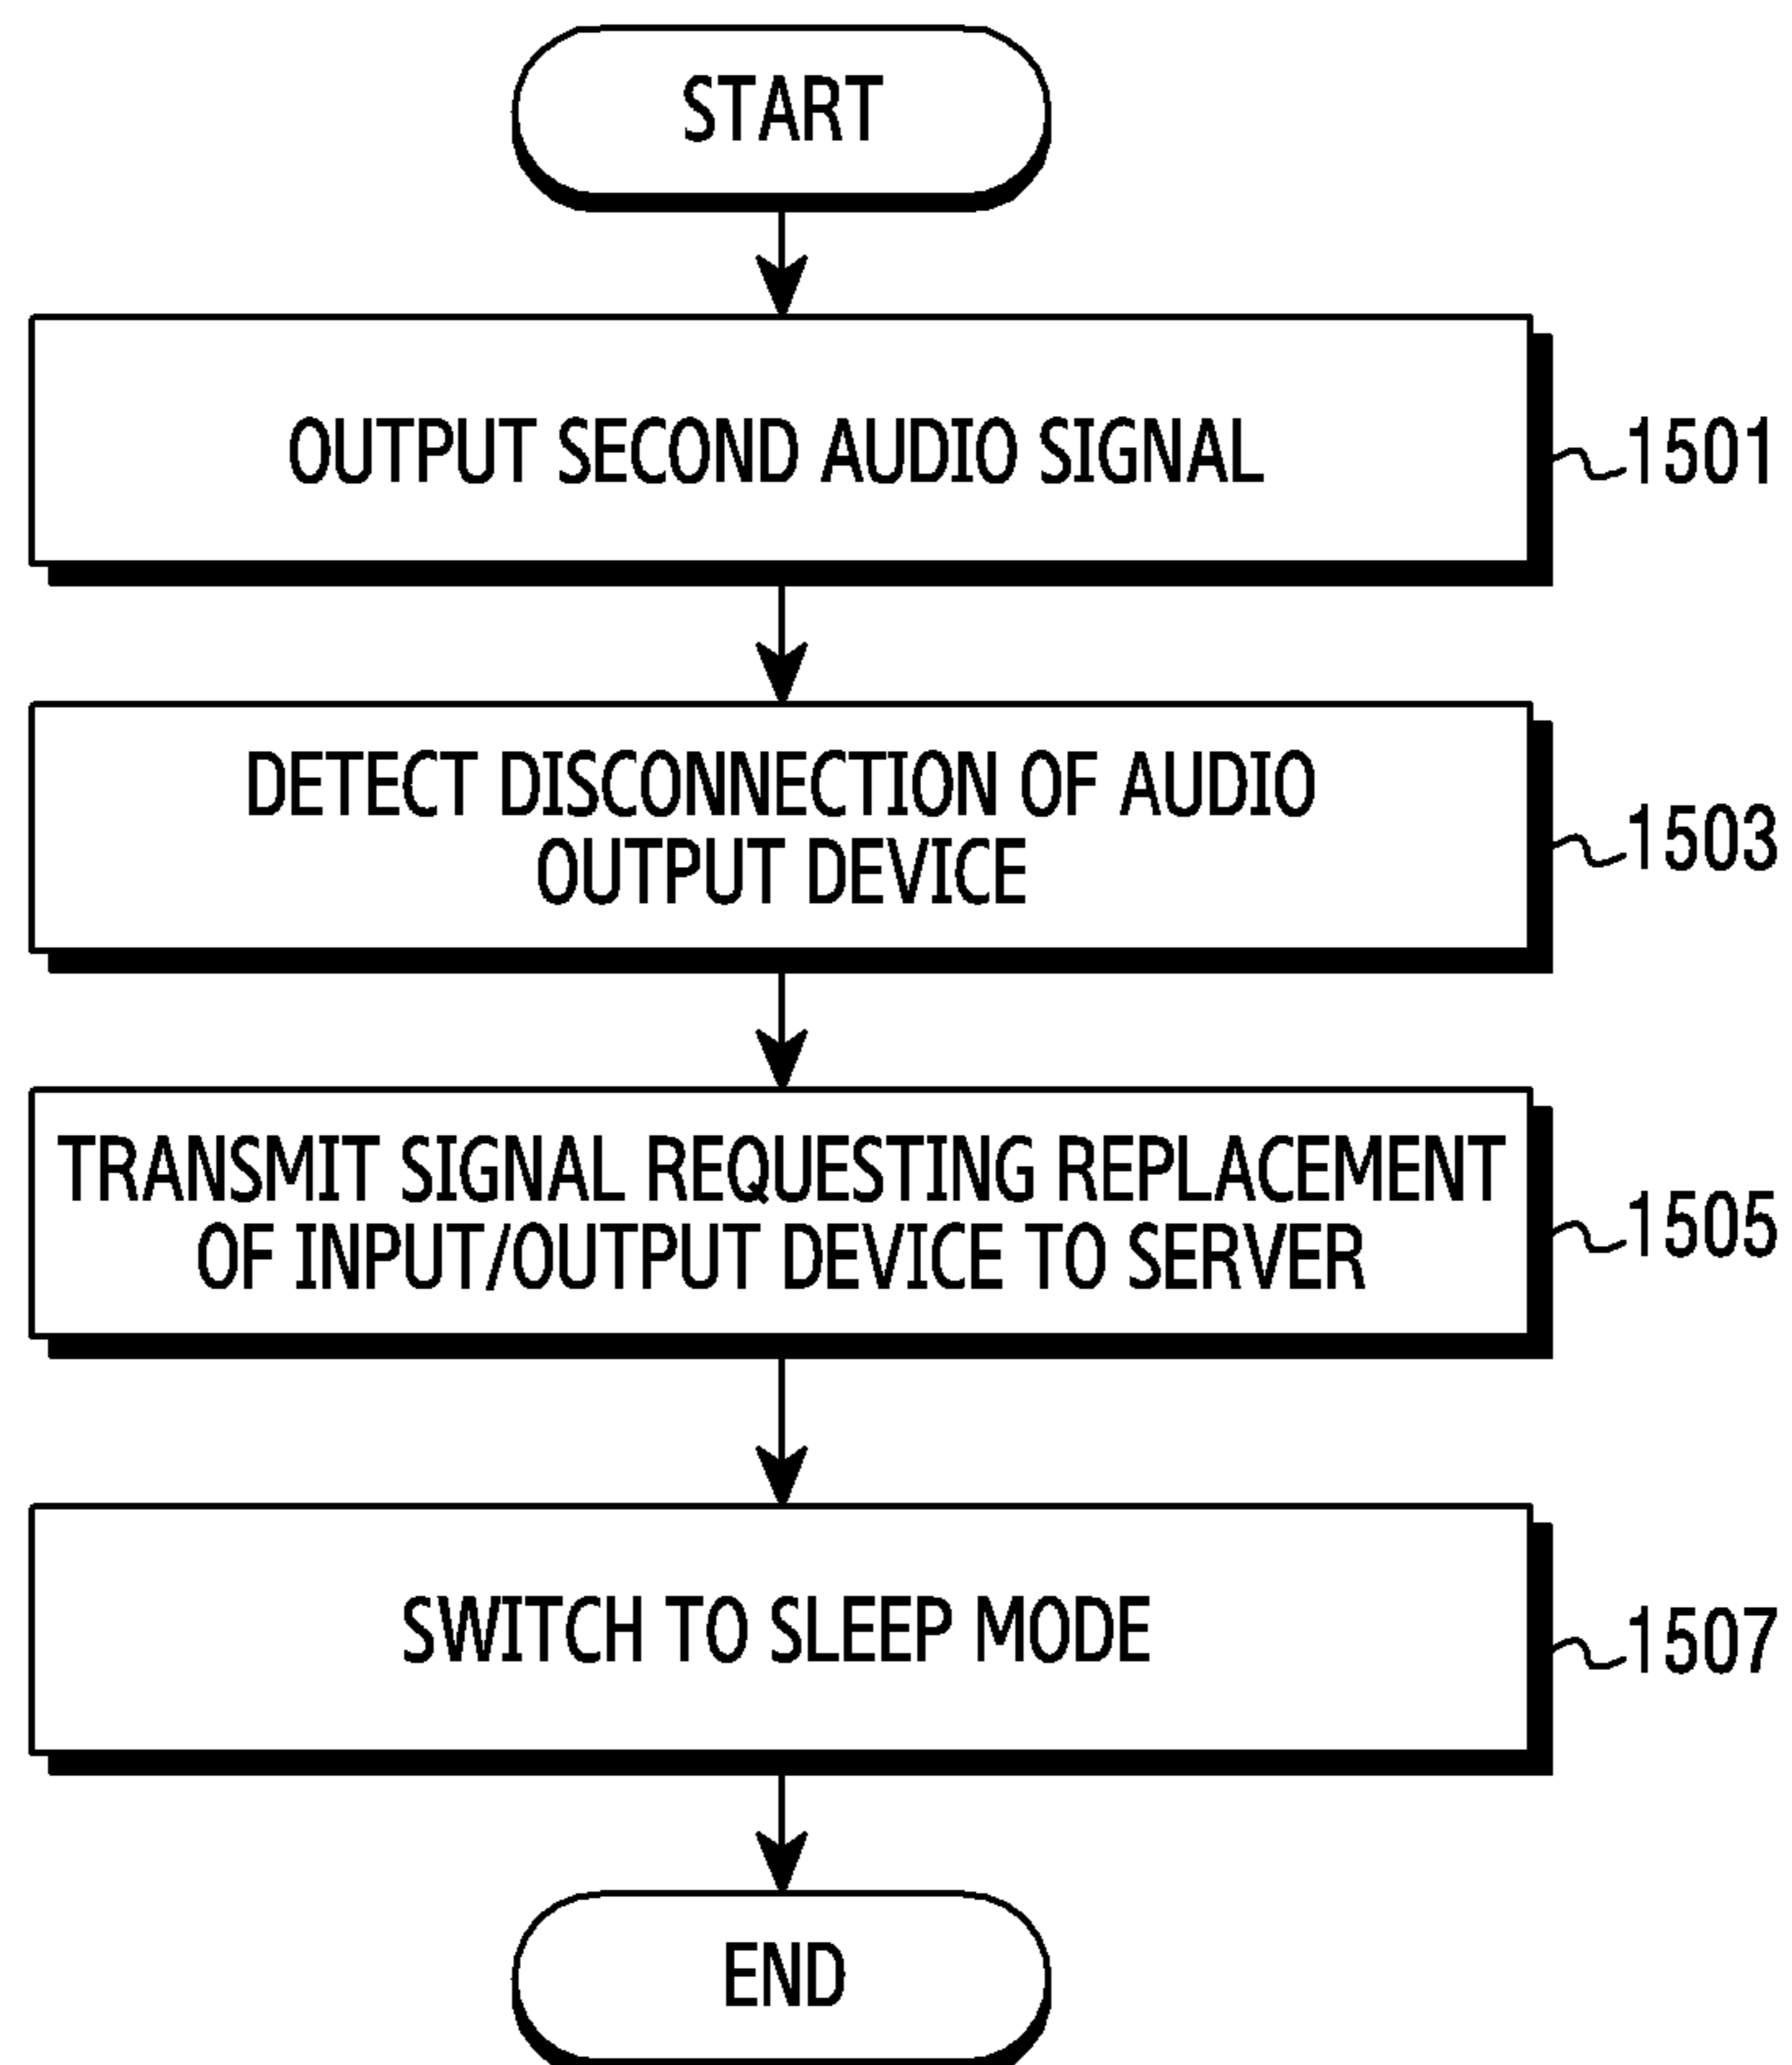 START
OUTPUT SECOND AUDIO SIGNAL
1501
DETECT DISCONNECTION OF AUDIO
OUTPUT DEVICE
1503
TRANSMIT SIGNAL REQUESTING REPLACEMENT
OF INPUT/OUTPUT DEVICE TO SERVER
1505
SWITCH TO SLEEP MODE
1507
END